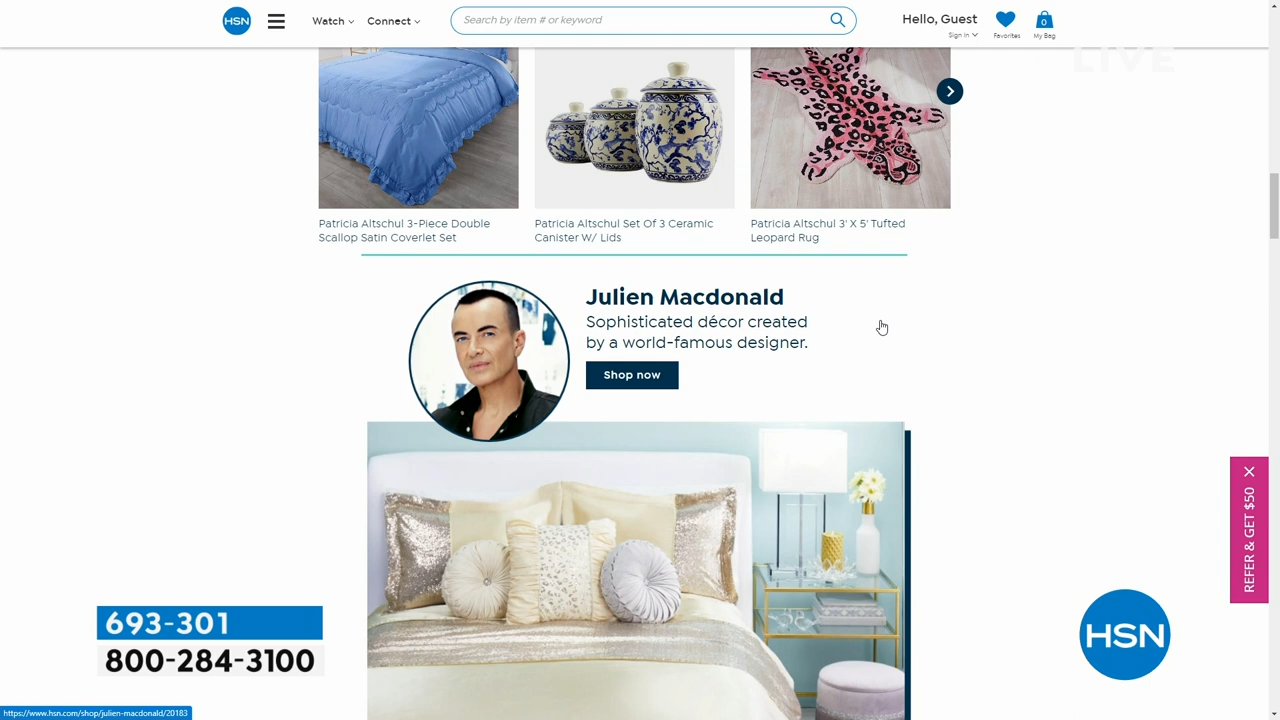 HSN
Watch
Connect
Search by item # or keyword
Hello, Guest
Sign In
Favorites
0
My Bag
LIVE
Patricia Altschul 3-Piece Double
Scallop Satin Coverlet Set
Patricia Altschul Set Of 3 Ceramic
Canister W/ Lids
Patricia Altschul 3' X 5' Tufted
Leopard Rug
Julien Macdonald
Sophisticated décor created
by a world-famous designer.
Shop now
REFER & GET $50
693-301
800-284-3100
HSN
https://www.hsn.com/shop/julien-macdonald/20183